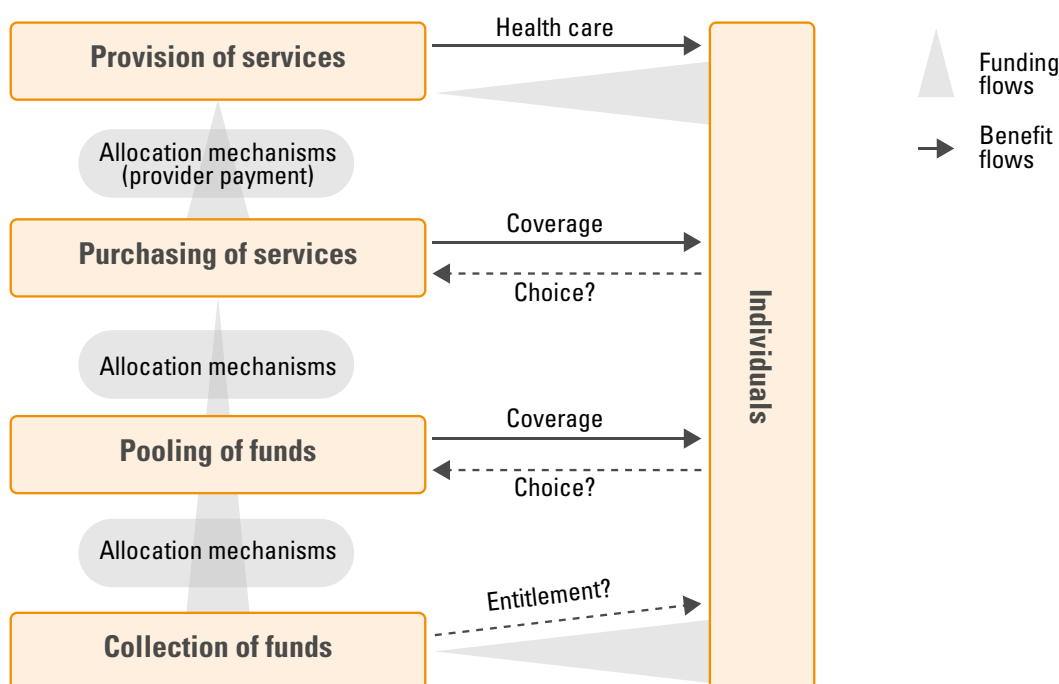 Health care
Provision of services
Funding
flows
Benefit
flows
Allocation mechanisms
(provider payment)
Coverage
Purchasing of services
Choice?
Individuals
Allocation mechanisms
Coverage
Pooling of funds
Choice?
Allocation mechanisms
Entitlement?
Collection of funds